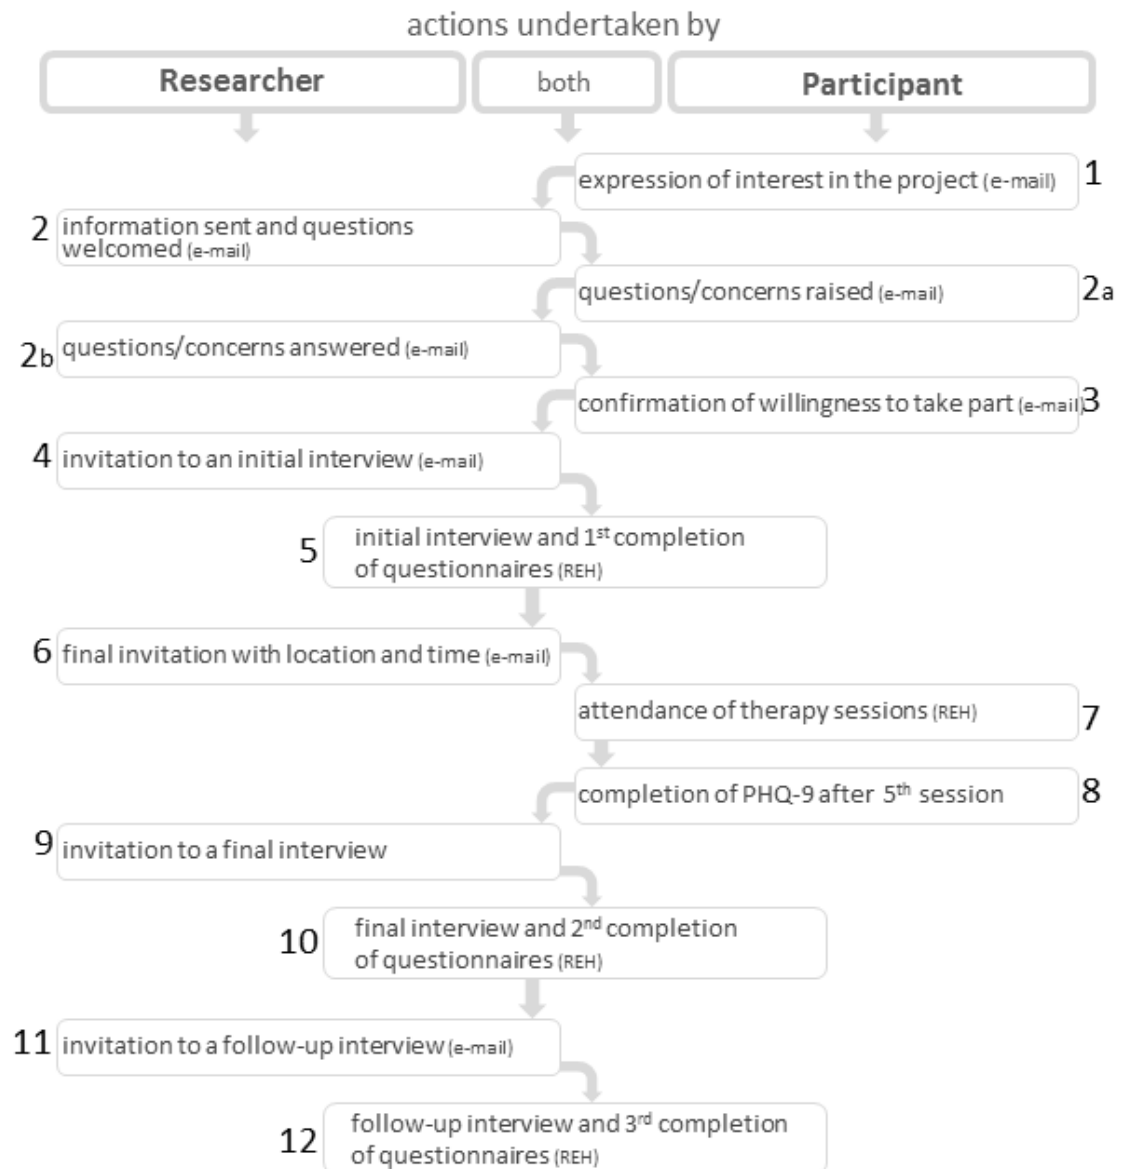 actions undertaken by
Researcher
both
Participant
expression of interest in the project (e-mail)
1
2
information sent and questions
welcomed (e-mail)
questions/concerns raised (e-mail)
2a
2b
questions/concerns answered (e-mail)
confirmation of willingness to take part (e-mail)
3
4
invitation to an initial interview (e-mail)
5
initial interview and 1st completion
of questionnaires (REH)
6
final invitation with location and time (e-mail)
attendance of therapy sessions (REH)
7
completion of PHQ-9 after 5th session
8
9
invitation to a final interview
10
final interview and 2nd completion
of questionnaires (REH)
11
invitation to a follow-up interview (e-mail)
12
follow-up interview and 3rd completion
of questionnaires (REH)